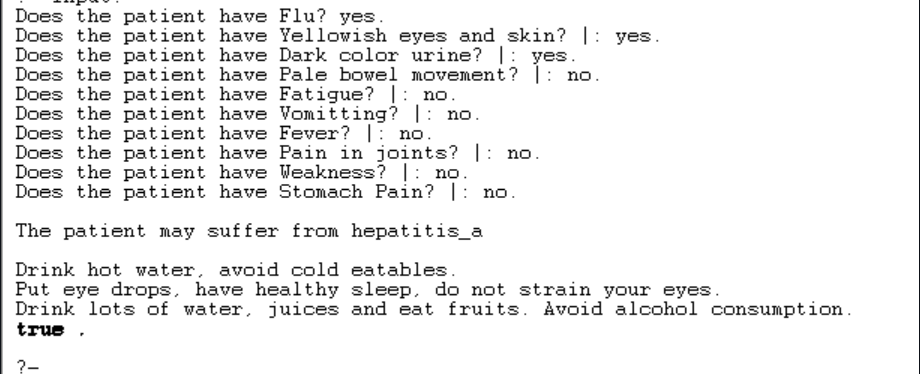 Does the patient have Flu? yes.
Does the patient have Yellowish eyes and skin? |: yes.
Does the patient have Dark color urine? |: yes.
Does the patient have Pale bowel movement? |: no.
Does the patient have Fatigue? |: no.
Does the patient have Vomitting? |: no.
Does the patient have Fever? |: no.
Does the patient have Pain in joints? |: no.
Does the patient have Weakness? |: no.
Does the patient have Stomach Pain? |: no.
The patient may suffer from hepatitis_a
Drink hot water, avoid cold eatables.
Put eye drops, have healthy sleep, do not strain your eyes.
Drink lots of water, juices and eat fruits. Avoid alcohol consumption.
true .
?-